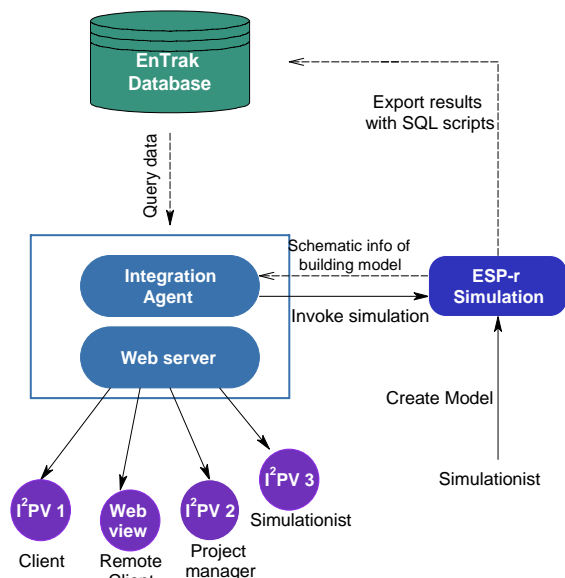 EnTrak
Database
Export results
with SQL scripts
Query data
Schematic info of
building model
Integration
Agent
ESP-r
Simulation
Invoke simulation
Web server
Create Model
Simulationist
I²PV 1
Web
view
I²PV 2
I²PV 3
Simulationist
Client
Remote
Client
Project
manager